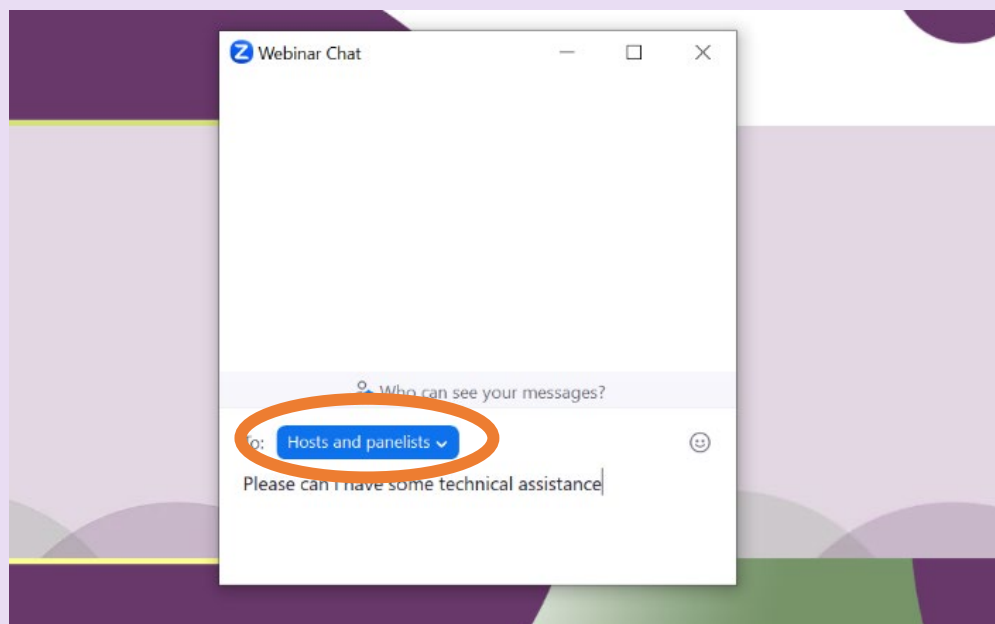 Webinar Chat
Who can see your messages?
To: Hosts and panelists
Please can I have some technical assistance